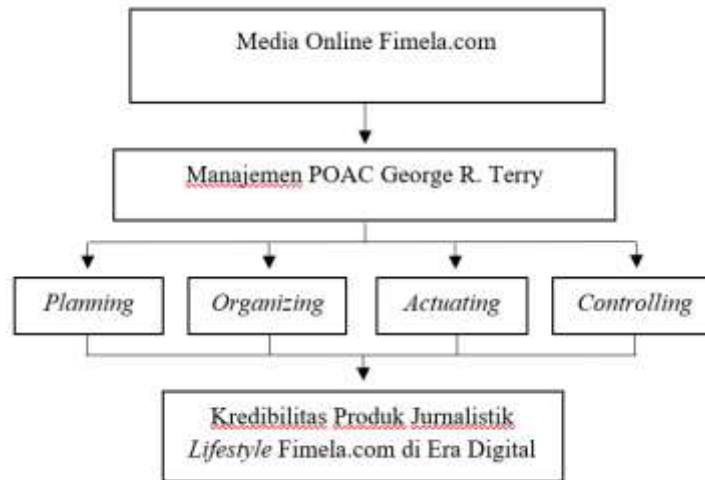 Media Online Fimela.com
Manajemen POAC George R. Terry
Planning
Organizing
Actuating
Controlling
Kredibilitas Produk Jurnalistik
Lifestyle Fimela.com di Era Digital